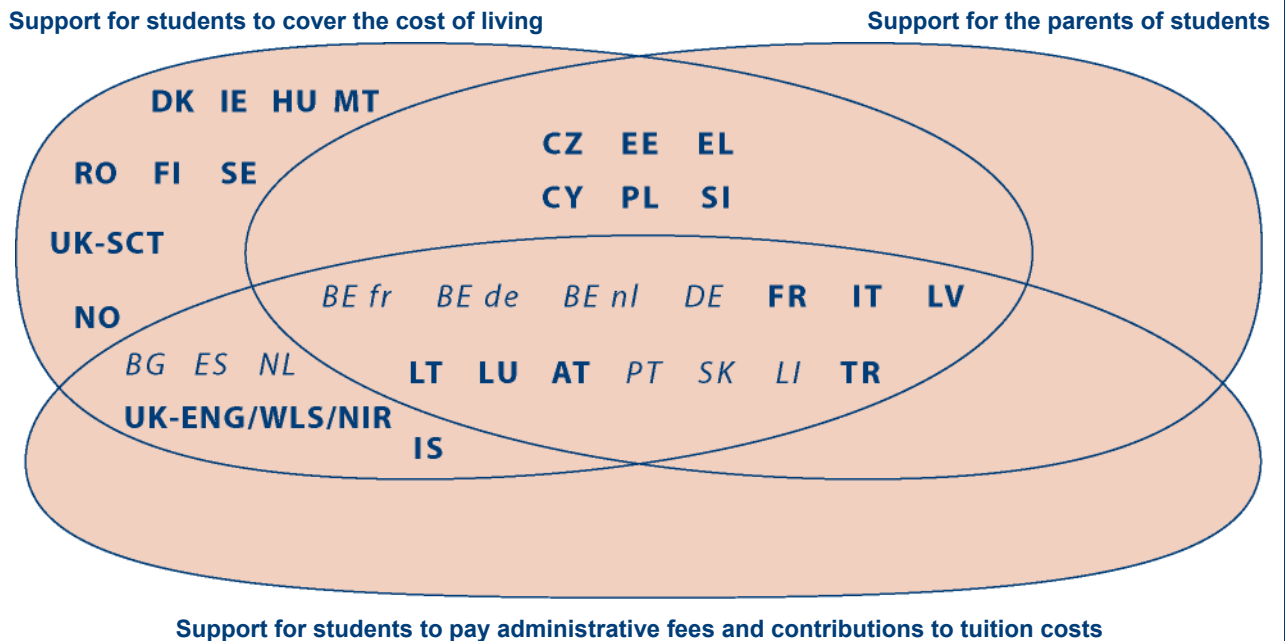 Support for students to cover the cost of living
Support for the parents of students
DK IE HU MT
CZ EE EL
RO FI SE
CY PL SI
UK-SCT
BE fr BE de BE nl DE FR IT LV
NO
BG ES NL
LT LU AT PT SK LI TR
UK-ENG/WLS/NIR
IS
Support for students to pay administrative fees and contributions to tuition costs